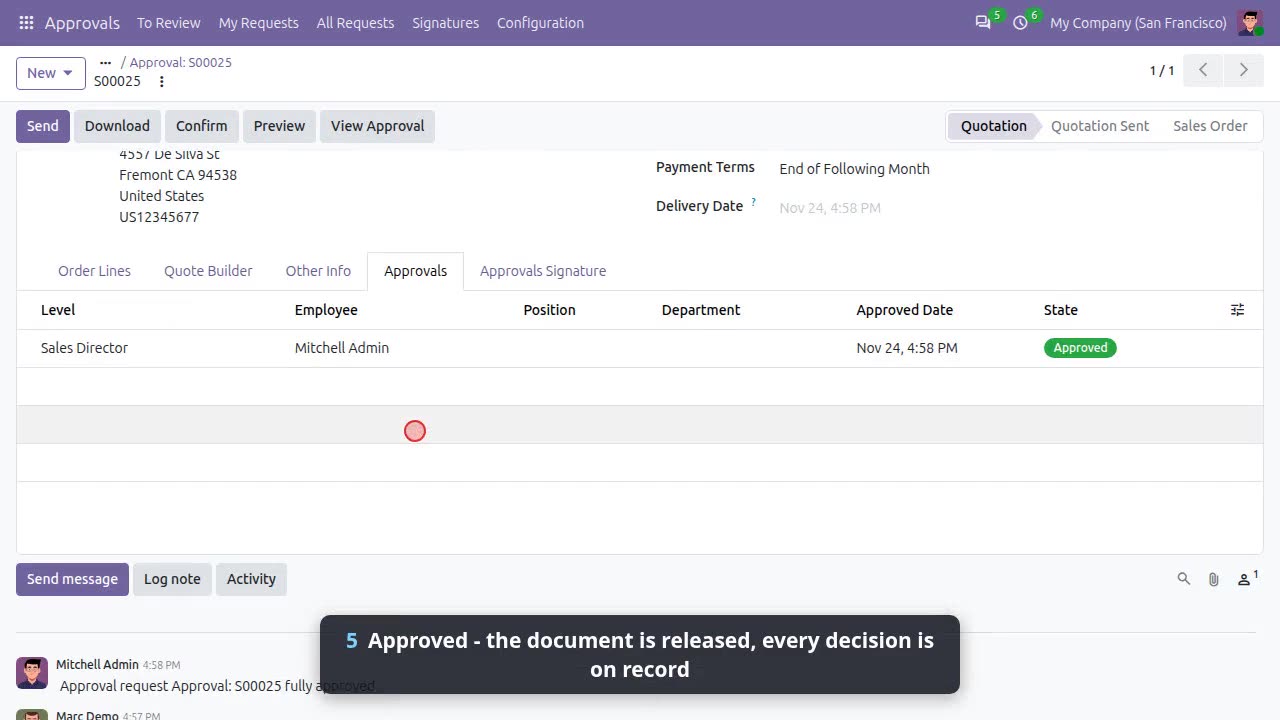 Approvals To Review My Requests All Requests Signatures Configuration 5 6 My Company (San Francisco)
New ... / Approval: S00025
S00025
1 / 1
Send Download Confirm Preview View Approval Quotation Quotation Sent Sales Order
4557 De Silva St
Fremont CA 94538
United States
US12345677
Payment Terms End of Following Month
Delivery Date ? Nov 24, 4:58 PM
Order Lines Quote Builder Other Info Approvals Approvals Signature
Level Employee Position Department Approved Date State
Sales Director Mitchell Admin Nov 24, 4:58 PM Approved
Send message Log note Activity 1
5 Approved - the document is released, every decision is
on record
Mitchell Admin 4:58 PM
Approval request Approval: S00025 fully approved
Marc Demo 4:57 PM